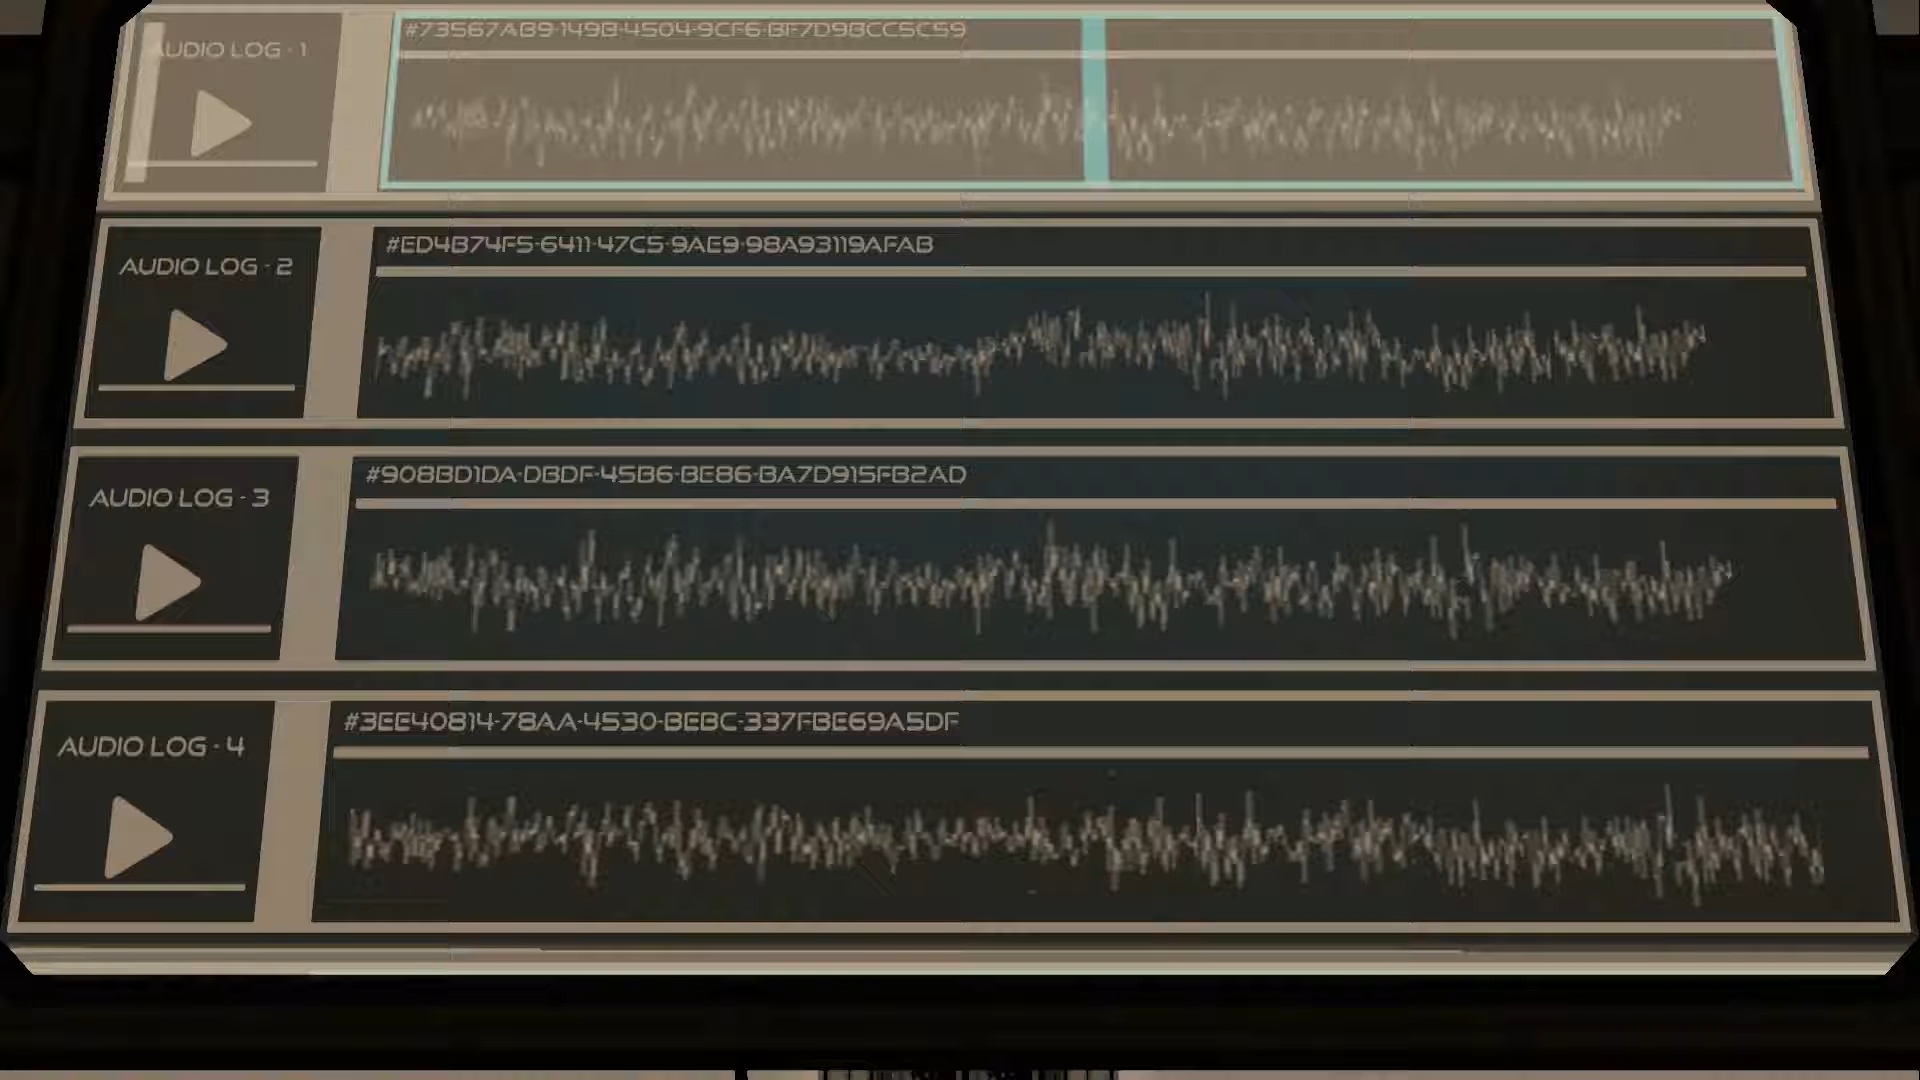 AUDIO LOG - 1
#73567AB9-149B-4504-9CF6-BF7D9BCC5C59
AUDIO LOG - 2
#ED4B74F5-6411-47C5-9AE9-98A93119AFAB
AUDIO LOG - 3
#908BD1DA-DBDF-45B6-BE86-BA7D915FB2AD
AUDIO LOG - 4
#3EE40814-78AA-4530-BEBC-337FBE69A5DF